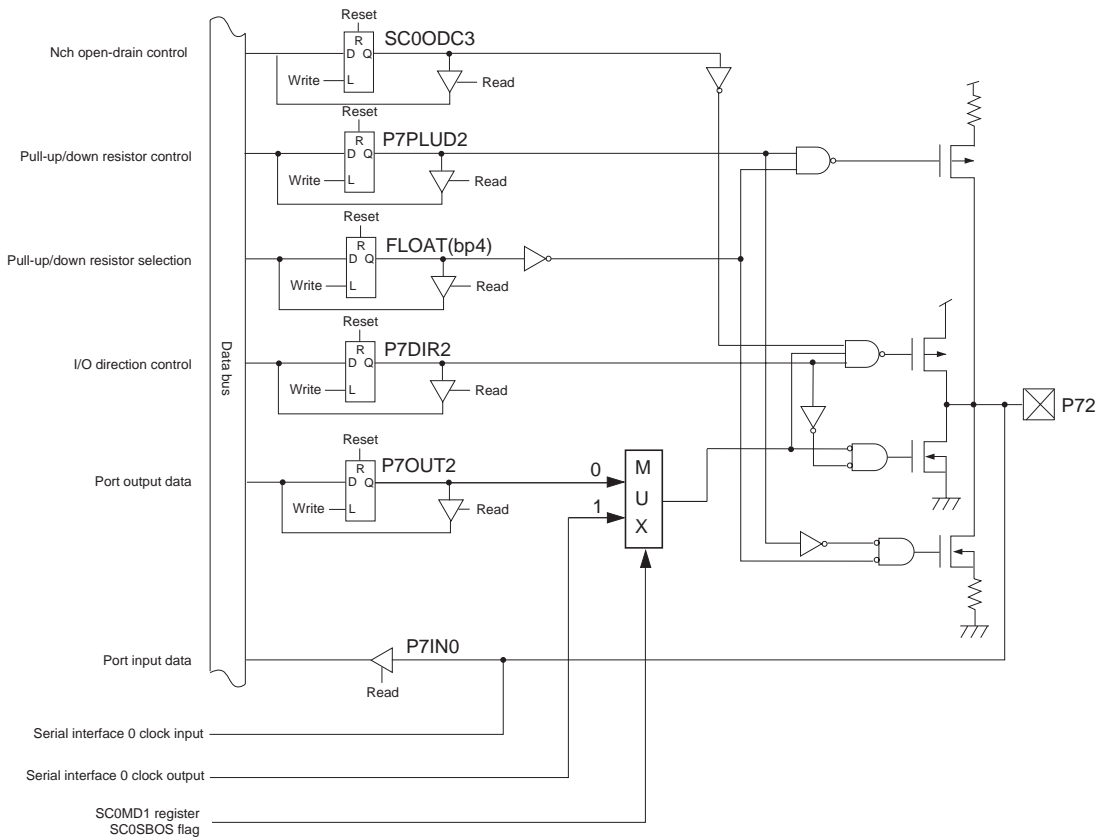 Reset
Nch open-drain control
R
D Q
L
SC0ODC3
Write
Read
Reset
Pull-up/down resistor control
R
D Q
L
P7PLUD2
Write
Read
Reset
Pull-up/down resistor selection
R
D Q
L
FLOAT(bp4)
Write
Read
Data bus
Reset
I/O direction control
R
D Q
L
P7DIR2
Write
Read
P72
Reset
Port output data
R
D Q
L
P7OUT2
Write
Read
0
1
M
U
X
Port input data
P7IN0
Read
Serial interface 0 clock input
Serial interface 0 clock output
SC0MD1 register
SC0SBOS flag